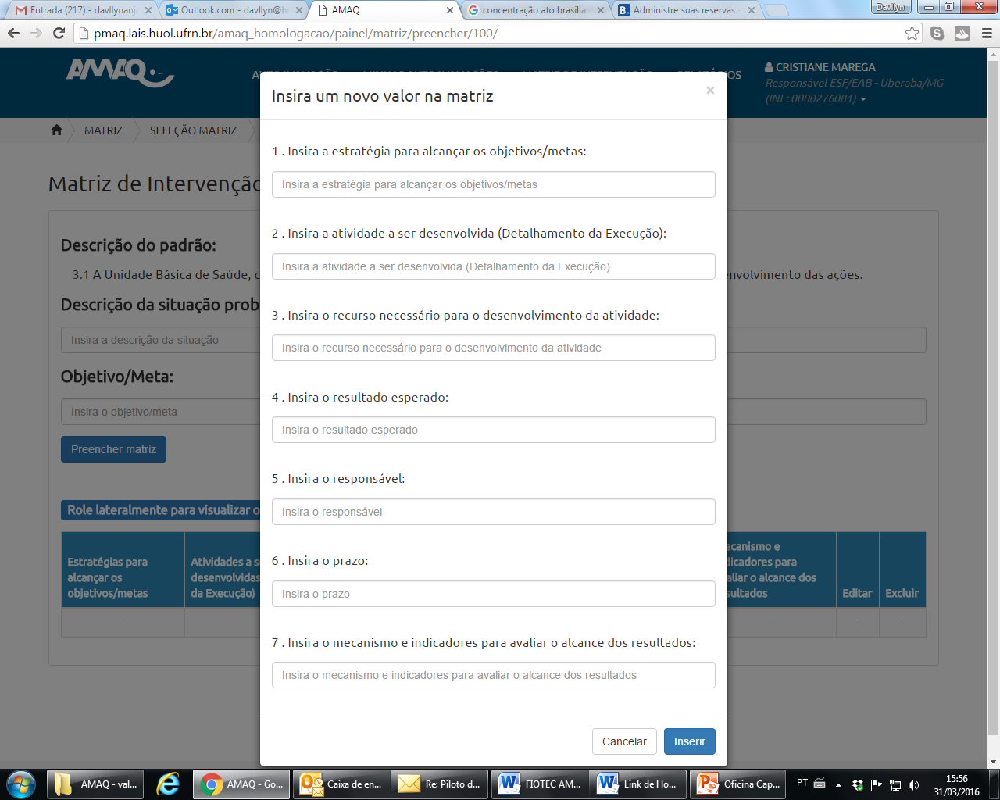 Entrada (217) - davllynanj
Outlook.com - davllyn@h
AMAQ
concentração ato brasilia
Administre suas reservas -
Davllyn
pmaq.lais.huol.ufrn.br/amaq_homologacao/painel/matriz/preencher/100/
AMAQ
CRISTIANE MAREGA
Responsável ESF/EAB - Uberaba/MG
(INE: 0000276081)
MATRIZ
SELEÇÃO MATRIZ
Matriz de Intervenção
Descrição do padrão:
3.1 A Unidade Básica de Saúde, c
nvolvimento das ações.
Descrição da situação prob
Insira a descrição da situação
Objetivo/Meta:
Insira o objetivo/meta
Preencher matriz
Role lateralmente para visualizar o
Estratégias para
alcançar os
objetivos/metas
Atividades a s
desenvolvidas
da Execução)
ecanismo e
dicadores para
aliar o alcance dos
sultados
Editar
Excluir
-
-
-
-
Insira um novo valor na matriz
×
1 . Insira a estratégia para alcançar os objetivos/metas:
Insira a estratégia para alcançar os objetivos/metas
2 . Insira a atividade a ser desenvolvida (Detalhamento da Execução):
Insira a atividade a ser desenvolvida (Detalhamento da Execução)
3 . Insira o recurso necessário para o desenvolvimento da atividade:
Insira o recurso necessário para o desenvolvimento da atividade
4 . Insira o resultado esperado:
Insira o resultado esperado
5 . Insira o responsável:
Insira o responsável
6 . Insira o prazo:
Insira o prazo
7 . Insira o mecanismo e indicadores para avaliar o alcance dos resultados:
Insira o mecanismo e indicadores para avaliar o alcance dos resultados
Cancelar
Inserir
AMAQ - val...
AMAQ - Go...
Caixa de en...
Re: Piloto d...
FIOTEC AM...
Link de Ho...
Oficina Cap...
PT
15:56
31/03/2016